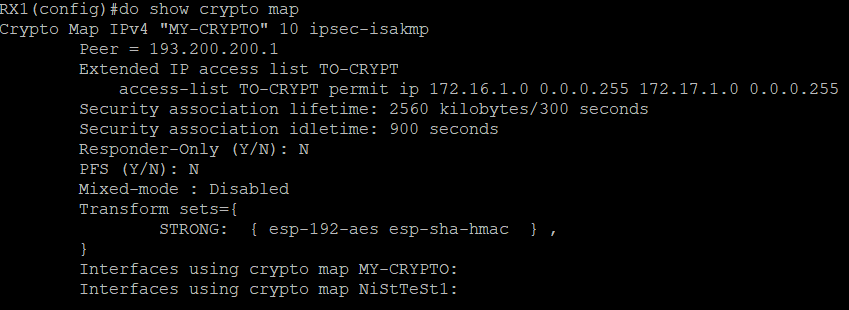 RX1(config)#do show crypto map
Crypto Map IPv4 "MY-CRYPTO" 10 ipsec-isakmp
Peer = 193.200.200.1
Extended IP access list TO-CRYPT
access-list TO-CRYPT permit ip 172.16.1.0 0.0.0.255 172.17.1.0 0.0.0.255
Security association lifetime: 2560 kilobytes/300 seconds
Security association idletime: 900 seconds
Responder-Only (Y/N): N
PFS (Y/N): N
Mixed-mode : Disabled
Transform sets={
STRONG: { esp-192-aes esp-sha-hmac } ,
}
Interfaces using crypto map MY-CRYPTO:
Interfaces using crypto map NiStTeSt1: